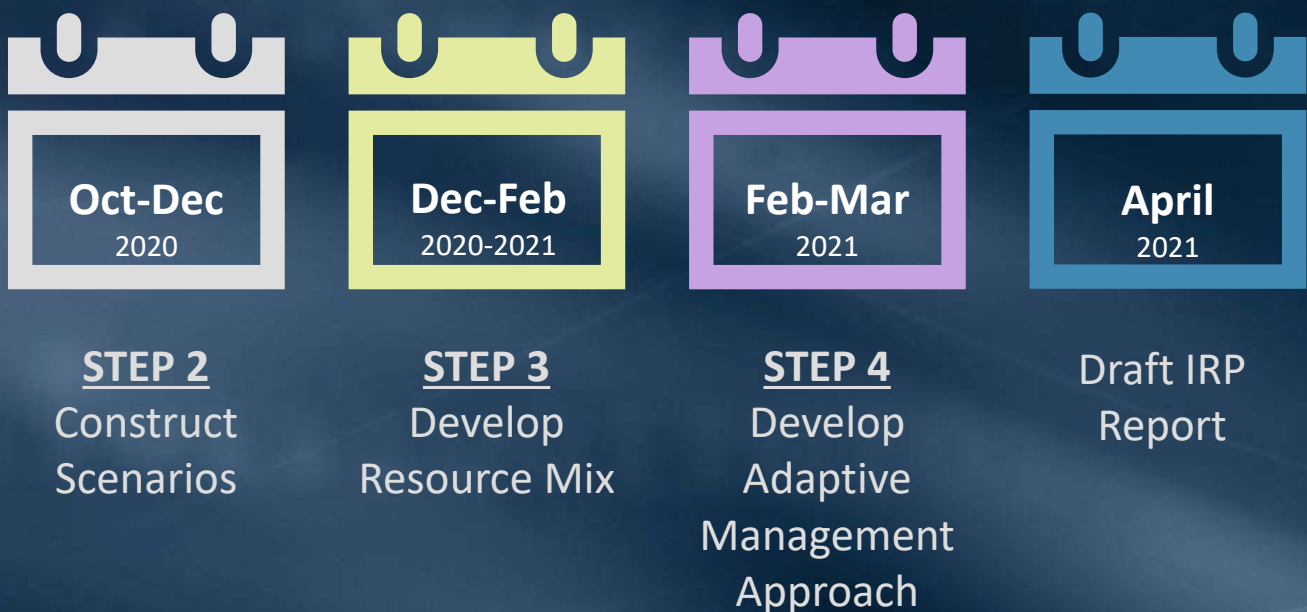 Oct-Dec
2020
Dec-Feb
2020-2021
Feb-Mar
2021
April
2021
STEP 2
Construct
Scenarios
STEP 3
Develop
Resource Mix
STEP 4
Develop
Adaptive
Management
Approach
Draft IRP
Report